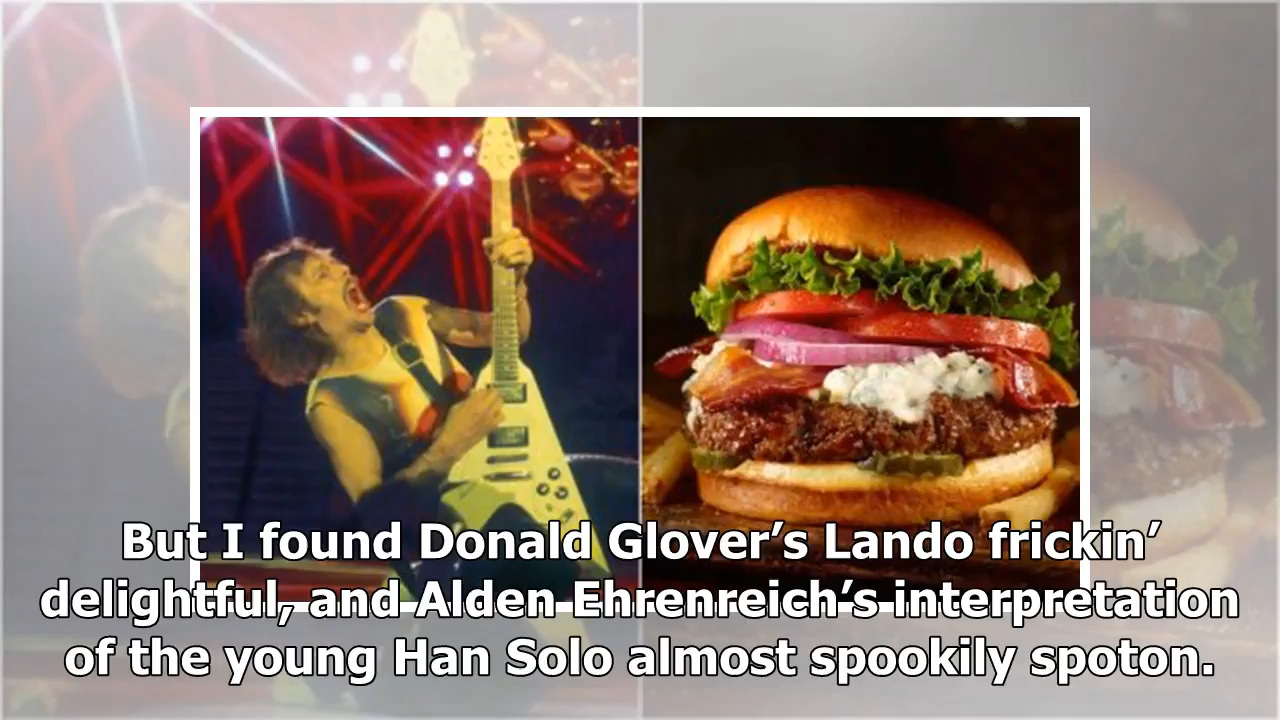 But I found Donald Glover’s Lando frickin’
delightful, and Alden Ehrenreich’s interpretation
of the young Han Solo almost spookily spoton.